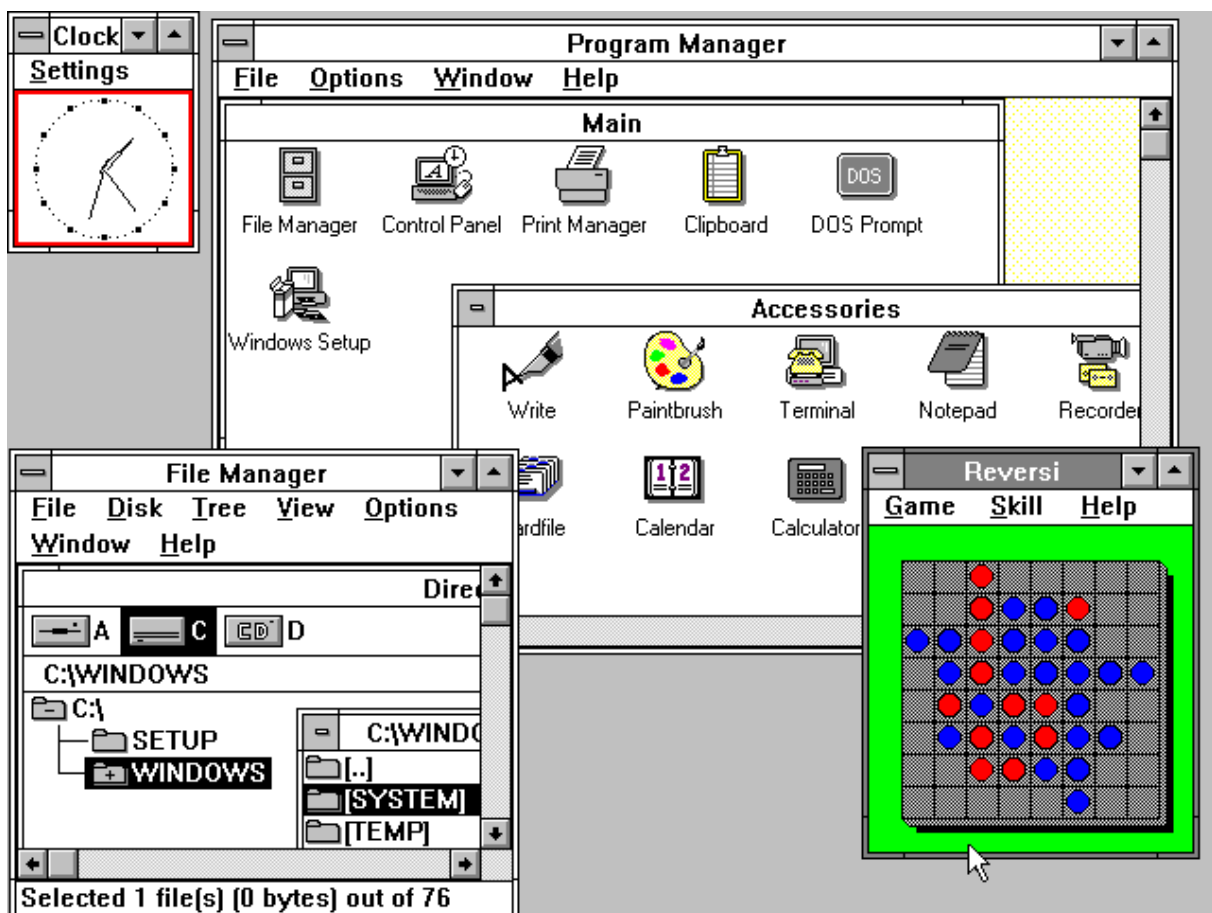 Clock
Settings
Program Manager
File Options Window Help
Main
File Manager Control Panel Print Manager Clipboard DOS Prompt
DOS
Windows Setup
Accessories
Write Paintbrush Terminal Notepad Recorder
12
ardfile Calendar Calculator
File Manager
File Disk Tree View Options
Window Help
Direc
A C CD D
C:\WINDOWS
C:\
SETUP
WINDOWS
C:\WINDO
[..]
[SYSTEM]
[TEMP]
Selected 1 file(s) (0 bytes) out of 76
Reversi
Game Skill Help